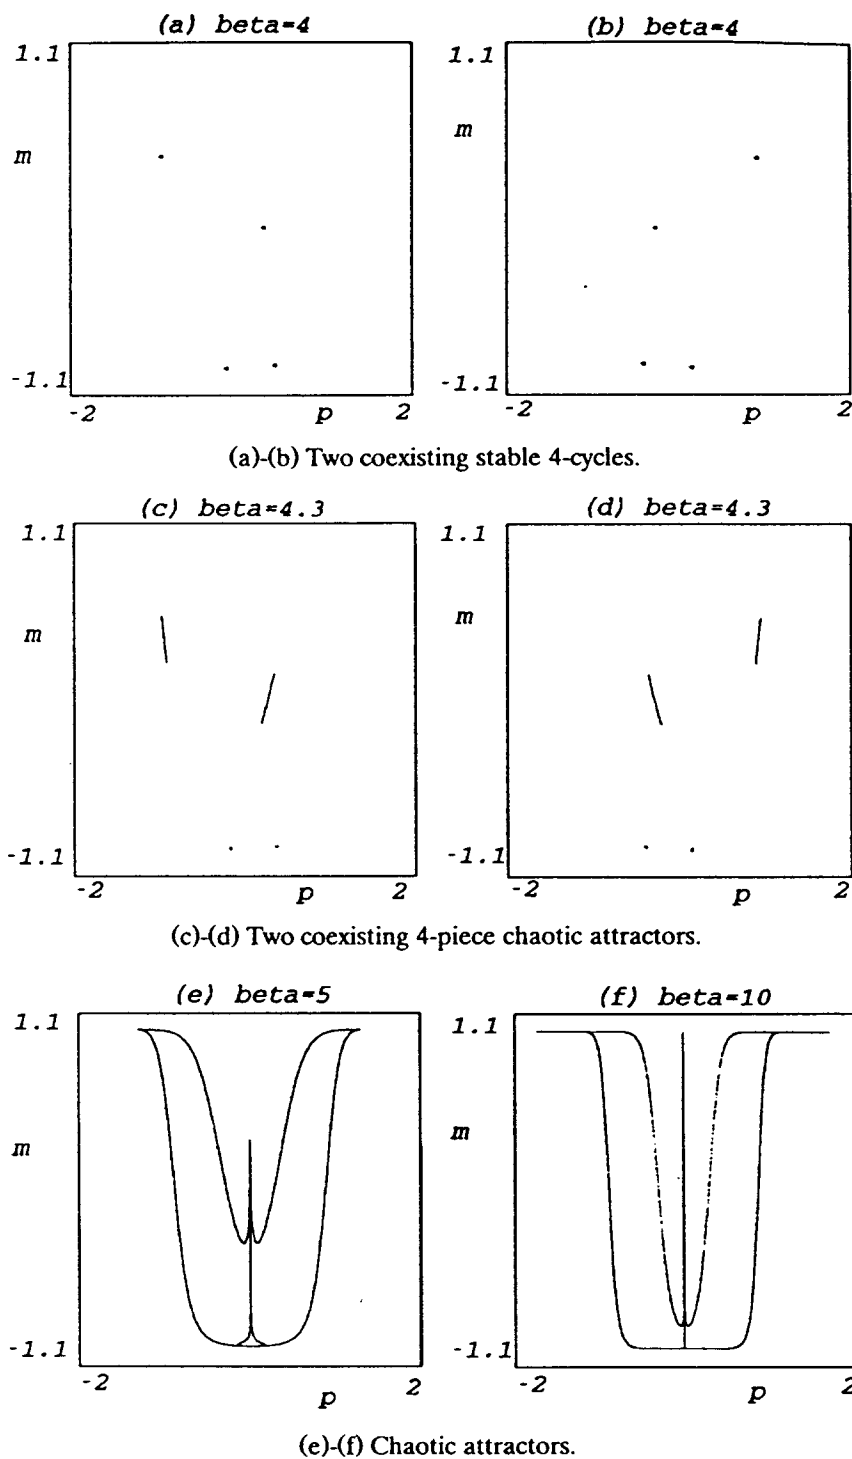 (a) beta=4
(b) beta=4
1.1
1.1
m
m
-1.1
-1.1
-2
p
2
-2
p
2
(a)-(b) Two coexisting stable 4-cycles.
(c) beta=4.3
(d) beta=4.3
1.1
1.1
m
m
-1.1
-1.1
-2
p
2
-2
p
2
(c)-(d) Two coexisting 4-piece chaotic attractors.
(e) beta=5
(f) beta=10
1.1
1.1
m
m
-1.1
-1.1
-2
p
2
-2
p
2
(e)-(f) Chaotic attractors.